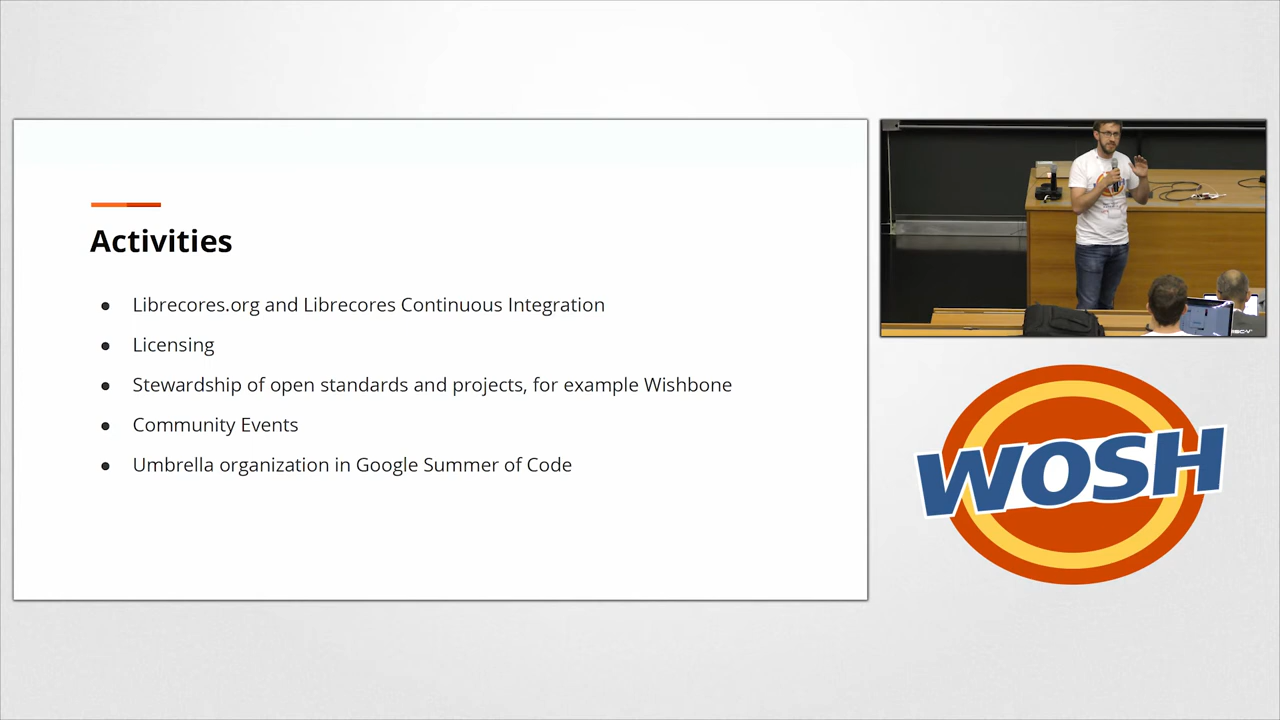 Activities
● Librecores.org and Librecores Continuous Integration
● Licensing
● Stewardship of open standards and projects, for example Wishbone
● Community Events
● Umbrella organization in Google Summer of Code
WOSH